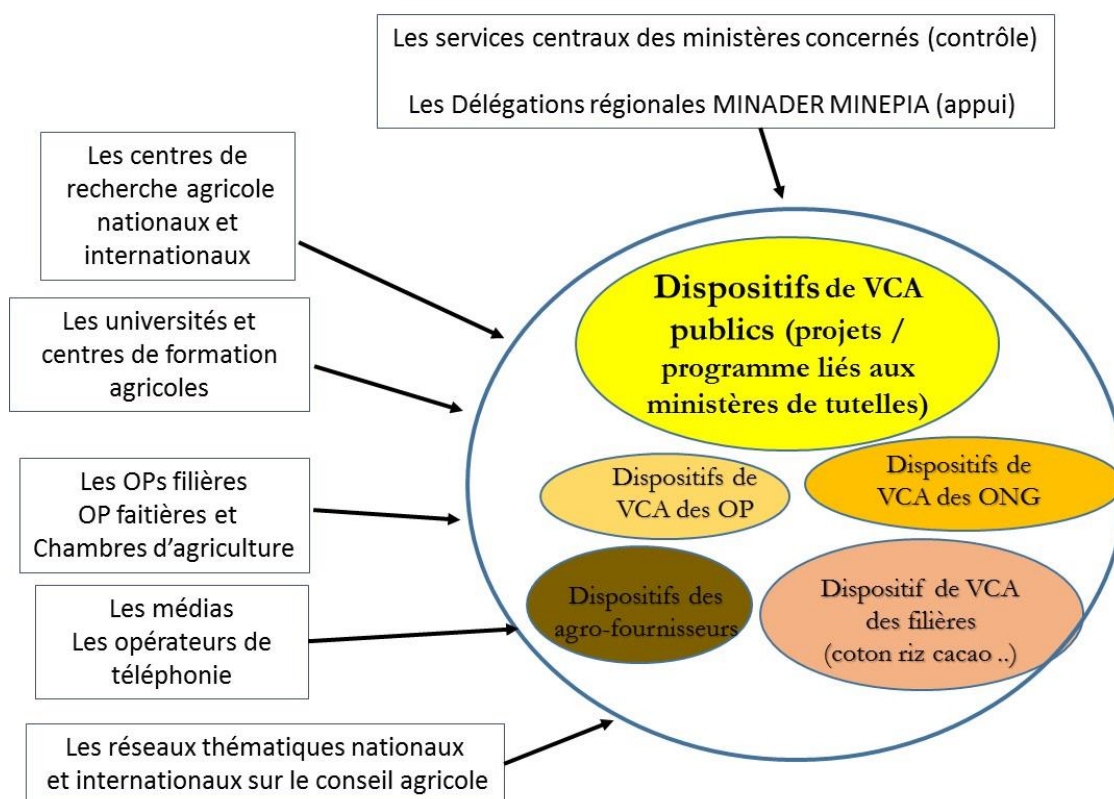 Les services centraux des ministères concernés (contrôle)
Les Délégations régionales MINADER MINEPIA (appui)
Les centres de
recherche agricole
nationaux et
internationaux
Les universités et
centres de formation
agricoles
Les OPs filières
OP faitières et
Chambres d'agriculture
Les médias
Les opérateurs de
téléphonie
Les réseaux thématiques nationaux
et internationaux sur le conseil agricole
Dispositifs de VCA
publics (projets /
programme liés aux
ministères de tutelles)
Dispositifs de
VCA des OP
Dispositifs de
VCA des ONG
Dispositifs des
agro-fournisseurs
Dispositif de VCA
des filières
(coton riz cacao ..)